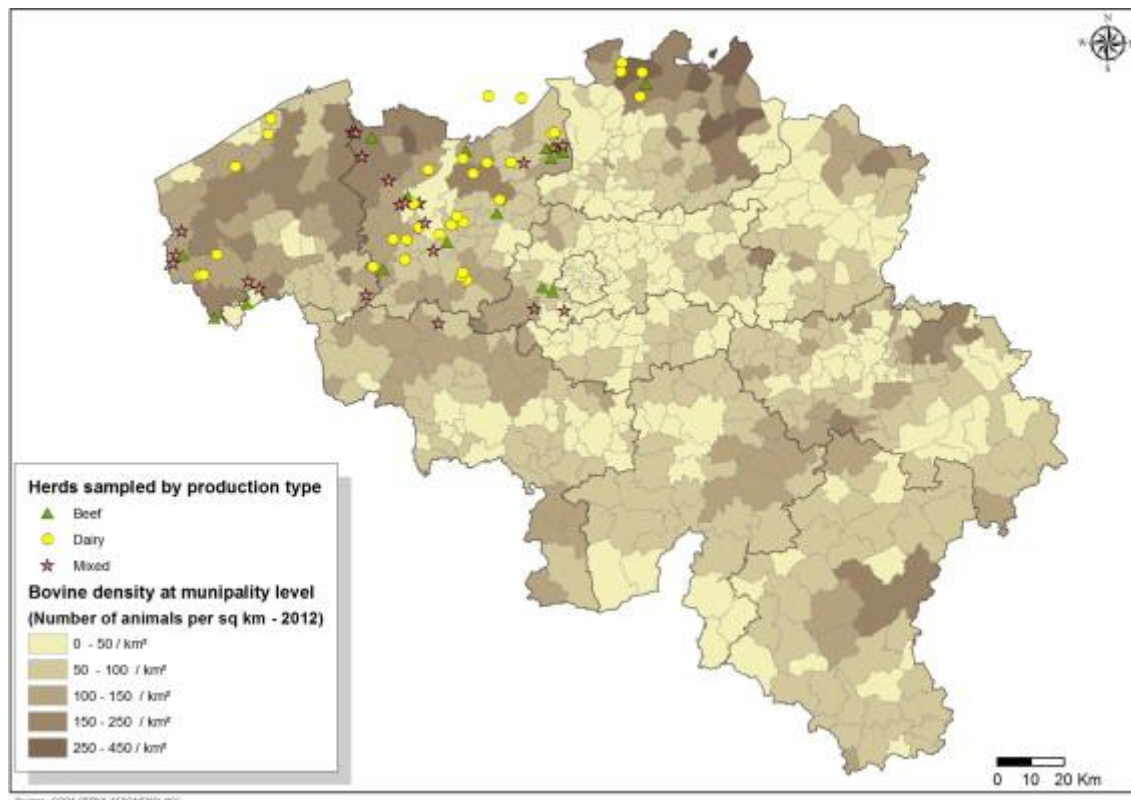 N
W E
S
Herds sampled by production type
Beef
Dairy
Mixed
Bovine density at munipality level
(Number of animals per sq km - 2012)
0 - 50 / km²
50 - 100 / km²
100 - 150 / km²
150 - 250 / km²
250 - 450 / km²
0 10 20 Km